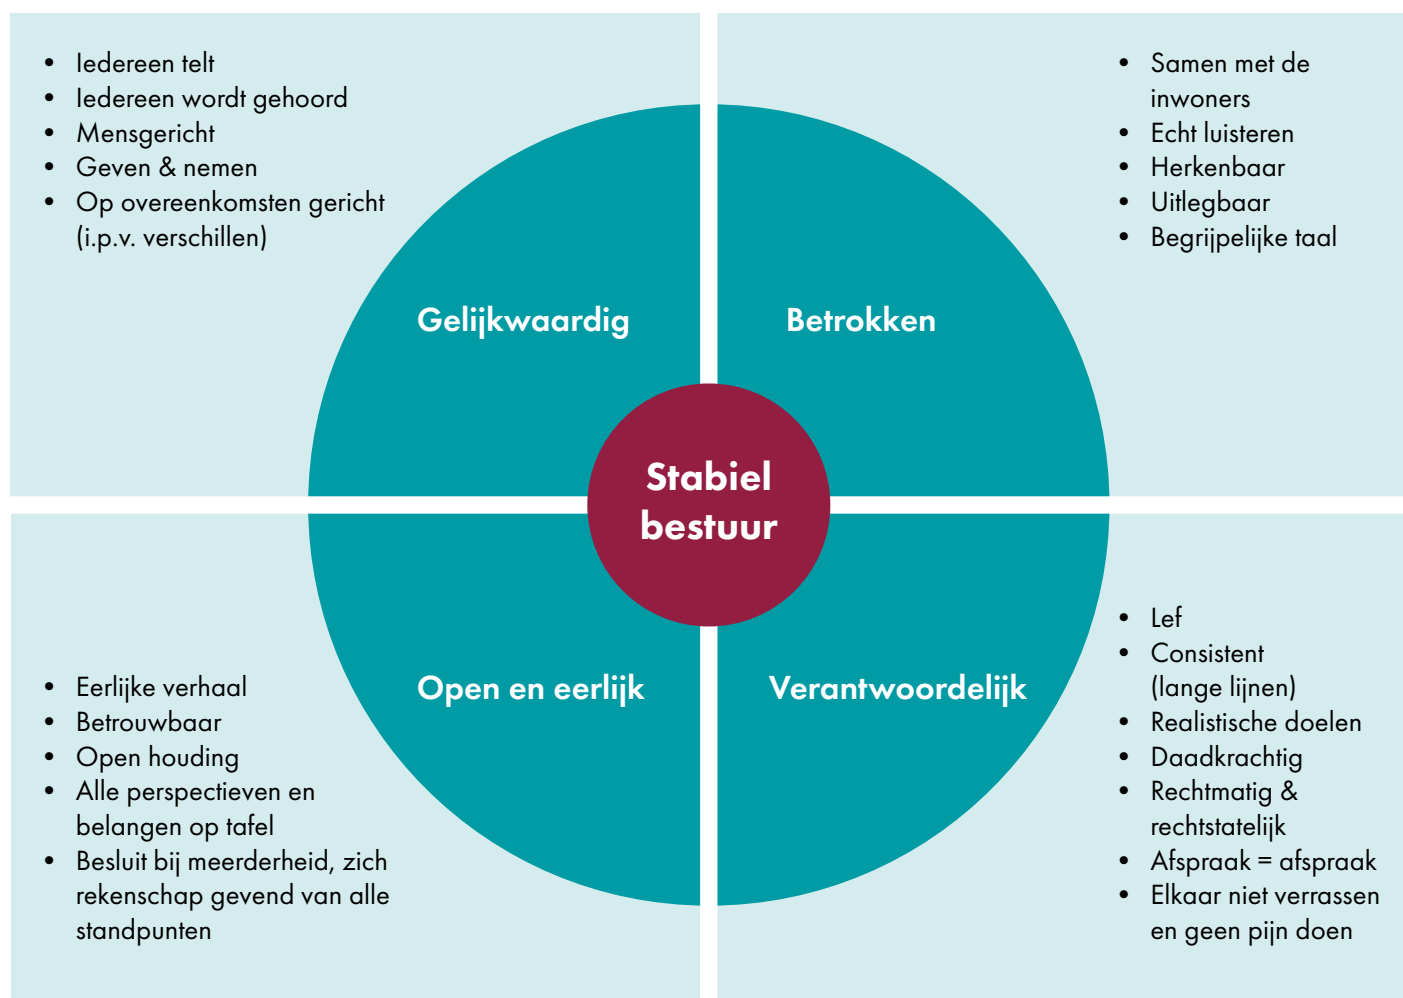 • Iedereen telt
• Iedereen wordt gehoord
• Mensgericht
• Geven & nemen
• Op overeenkomsten gericht
(i.p.v. verschillen)
Gelijkwaardig
• Samen met de
inwoners
• Echt luisteren
• Herkenbaar
• Uitlegbaar
• Begrijpelijke taal
Betrokken
Stabiel
bestuur
• Eerlijke verhaal
• Betrouwbaar
• Open houding
• Alle perspectieven en
belangen op tafel
• Besluit bij meerderheid, zich
rekenschap gevend van alle
standpunten
Open en eerlijk
Verantwoordelijk
• Lef
• Consistent
(lange lijnen)
• Realistische doelen
• Daadkrachtig
• Rechtmatig &
rechtstatelijk
• Afspraak = afspraak
• Elkaar niet verrassen
en geen pijn doen